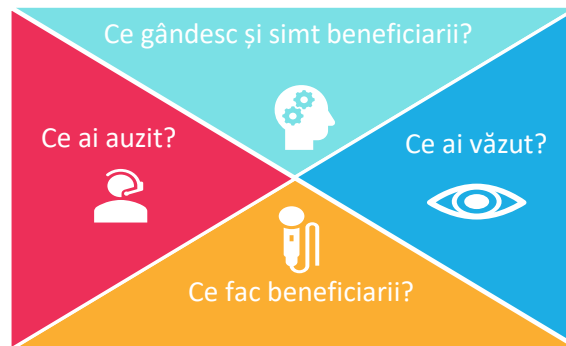 Ce gândesc și simt beneficiarii?
Ce ai auzit?
Ce ai văzut?
Ce fac beneficiarii?